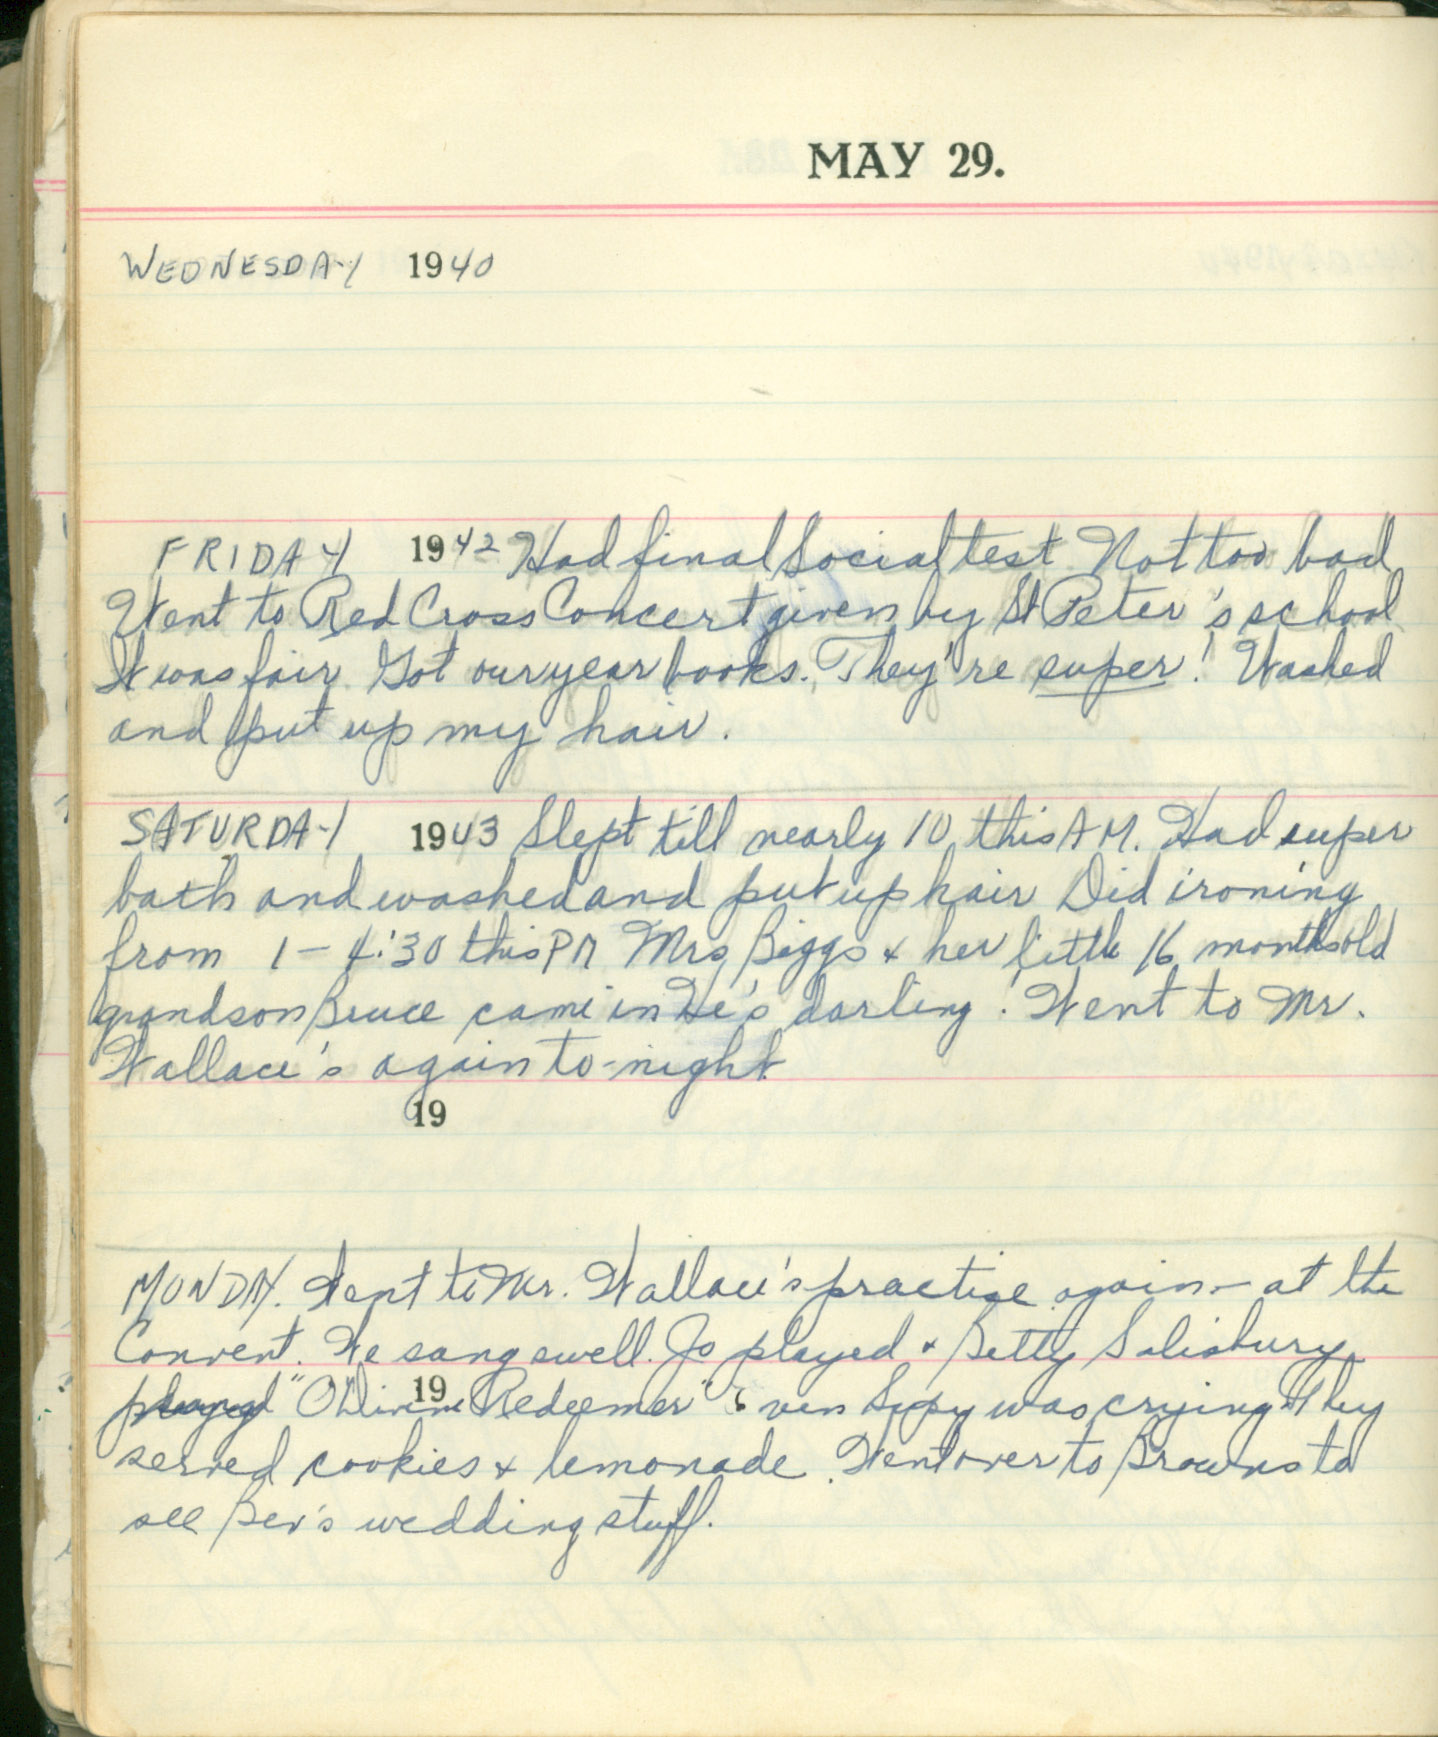 MAY 29.
WEDNESDAY 1940
FRIDAY 1942 Had final Social test Not too bad
Went to Red Cross Concert given by St Peter's school
It was fair. Got our year books. They're super! Washed
and put up my hair.
SATURDAY 1943 Slept till nearly 10 this AM. Had super
bath and washed and put up hair Did ironing
from 1-4:30 this PM Mrs Biggs + her little 16 months old
grandson Bruce came in He's darling! Went to Mr.
Wallace's again to-night
19
MONDAY. Went to Mr. Wallace's practise again - at the
Convent. We sang swell. Jo played + Betty Salisbury
"Oh Divine Redeemer" was crying They
19
served cookies + lemonade. Went over to Browns to
see Bev's wedding stuff.